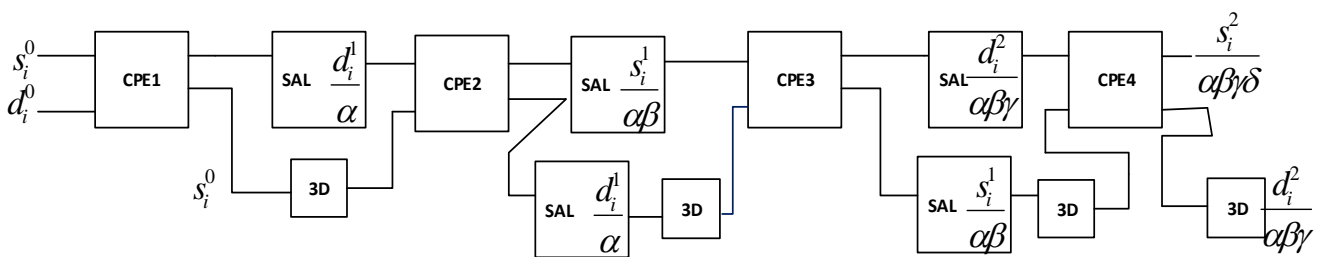 s_i^0
d_i^0
CPE1
SAL d_i^1/α
CPE2
SAL s_i^1/αβ
CPE3
SAL d_i^2/αβγ
CPE4
s_i^2/αβγδ
s_i^0
3D
SAL d_i^1/α
3D
SAL s_i^1/αβ
3D
3D d_i^2/αβγ